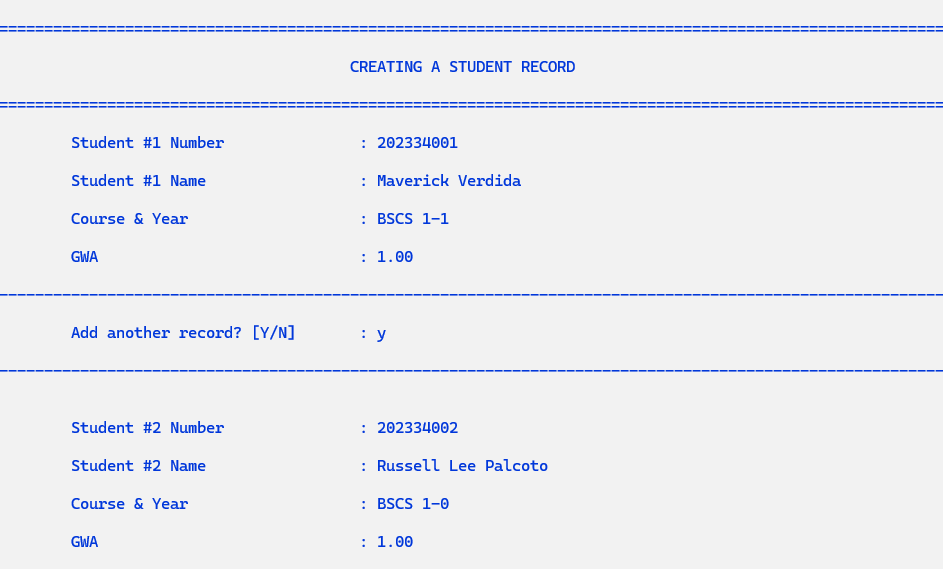 CREATING A STUDENT RECORD
Student #1 Number : 202334001
Student #1 Name : Maverick Verdida
Course & Year : BSCS 1-1
GWA : 1.00
Add another record? [Y/N] : y
Student #2 Number : 202334002
Student #2 Name : Russell Lee Palcoto
Course & Year : BSCS 1-0
GWA : 1.00